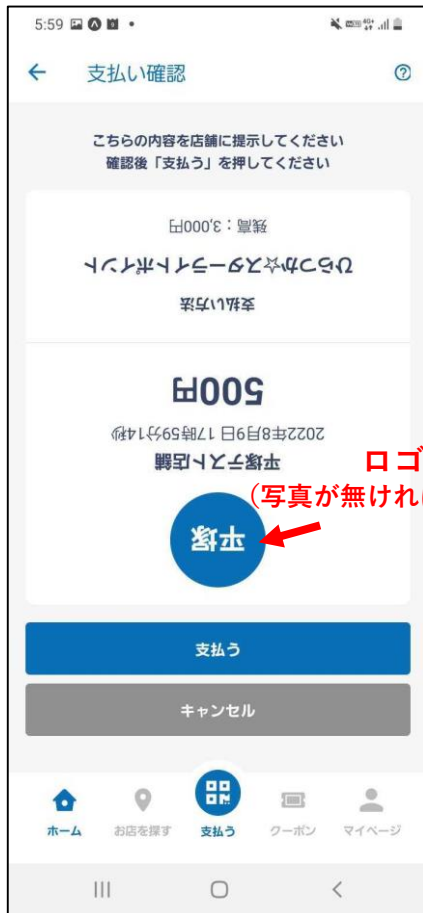 5:59
支払い確認
こちらの内容を店舗に提示してください
確認後「支払う」を押してください
残高：3,000円
ひらつか☆スターライトポイント
支払い方法
500円
2022年8月9日 17時59分14秒
平塚テスト店舗
平塚
ロゴ
（写真が無けれ
支払う
キャンセル
ホーム
お店を探す
支払う
クーポン
マイページ